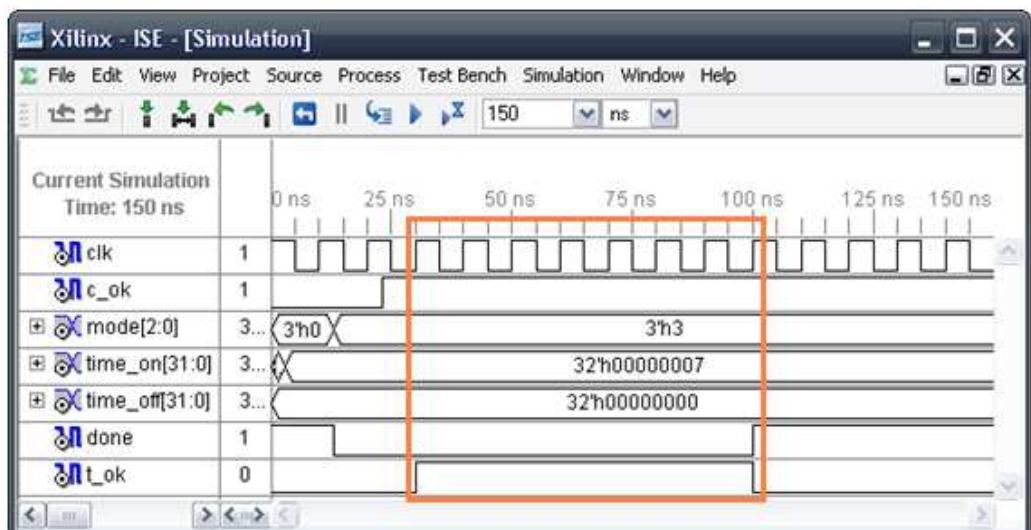 Xilinx - ISE - [Simulation]
File Edit View Project Source Process Test Bench Simulation Window Help
150 ns
Current Simulation
Time: 150 ns
0 ns 25 ns 50 ns 75 ns 100 ns 125 ns 150 ns
clk 1
c_ok 1
mode[2:0] 3... 3'h0 3'h3
time_on[31:0] 3... 32'h00000007
time_off[31:0] 3... 32'h00000000
done 1
t_ok 0